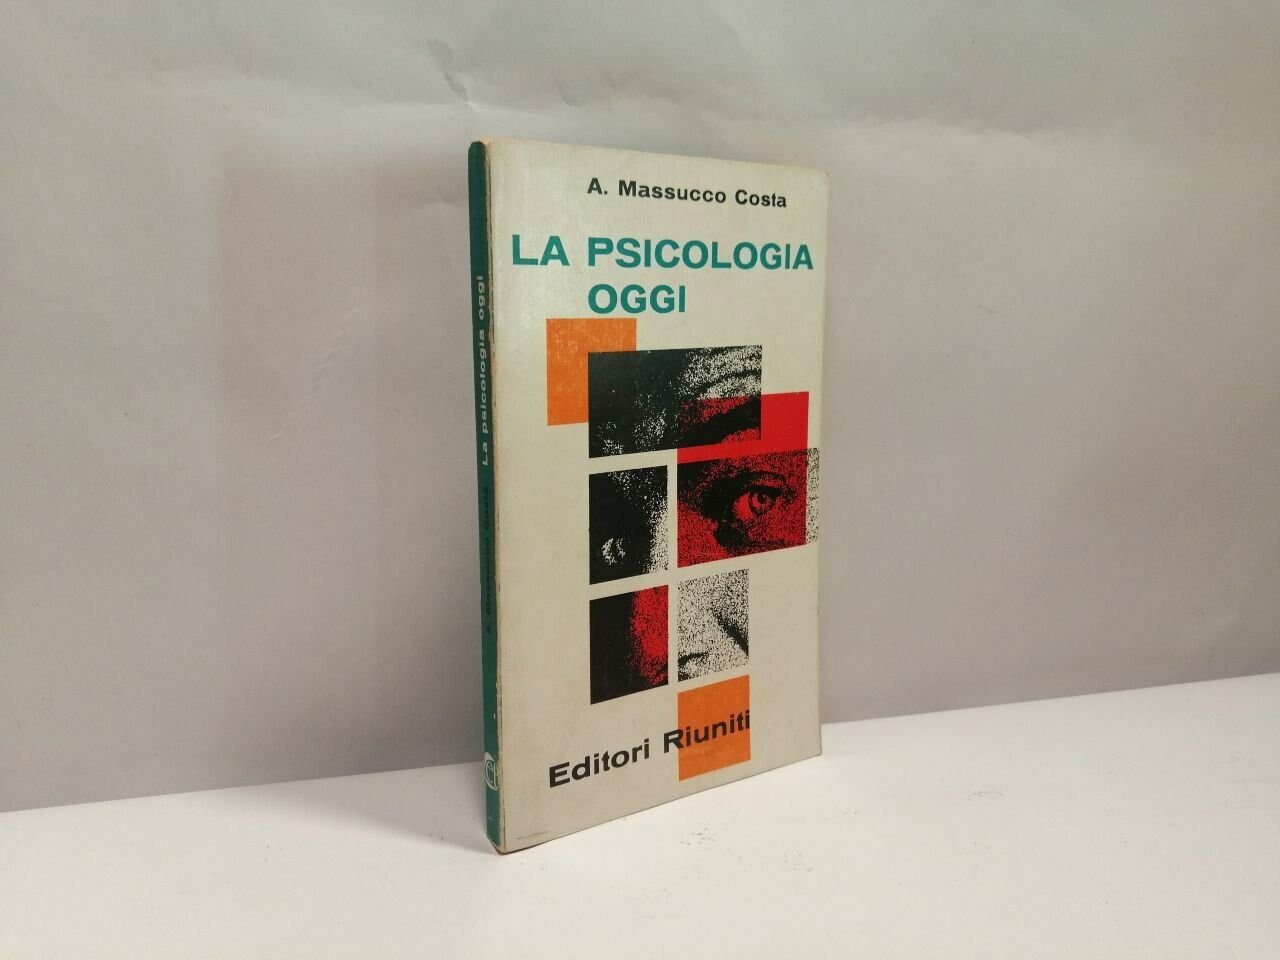 A. Massucco Costa
LA PSICOLOGIA
OGGI
Editori Riuniti
A. Massucco Costa La psicologia oggi